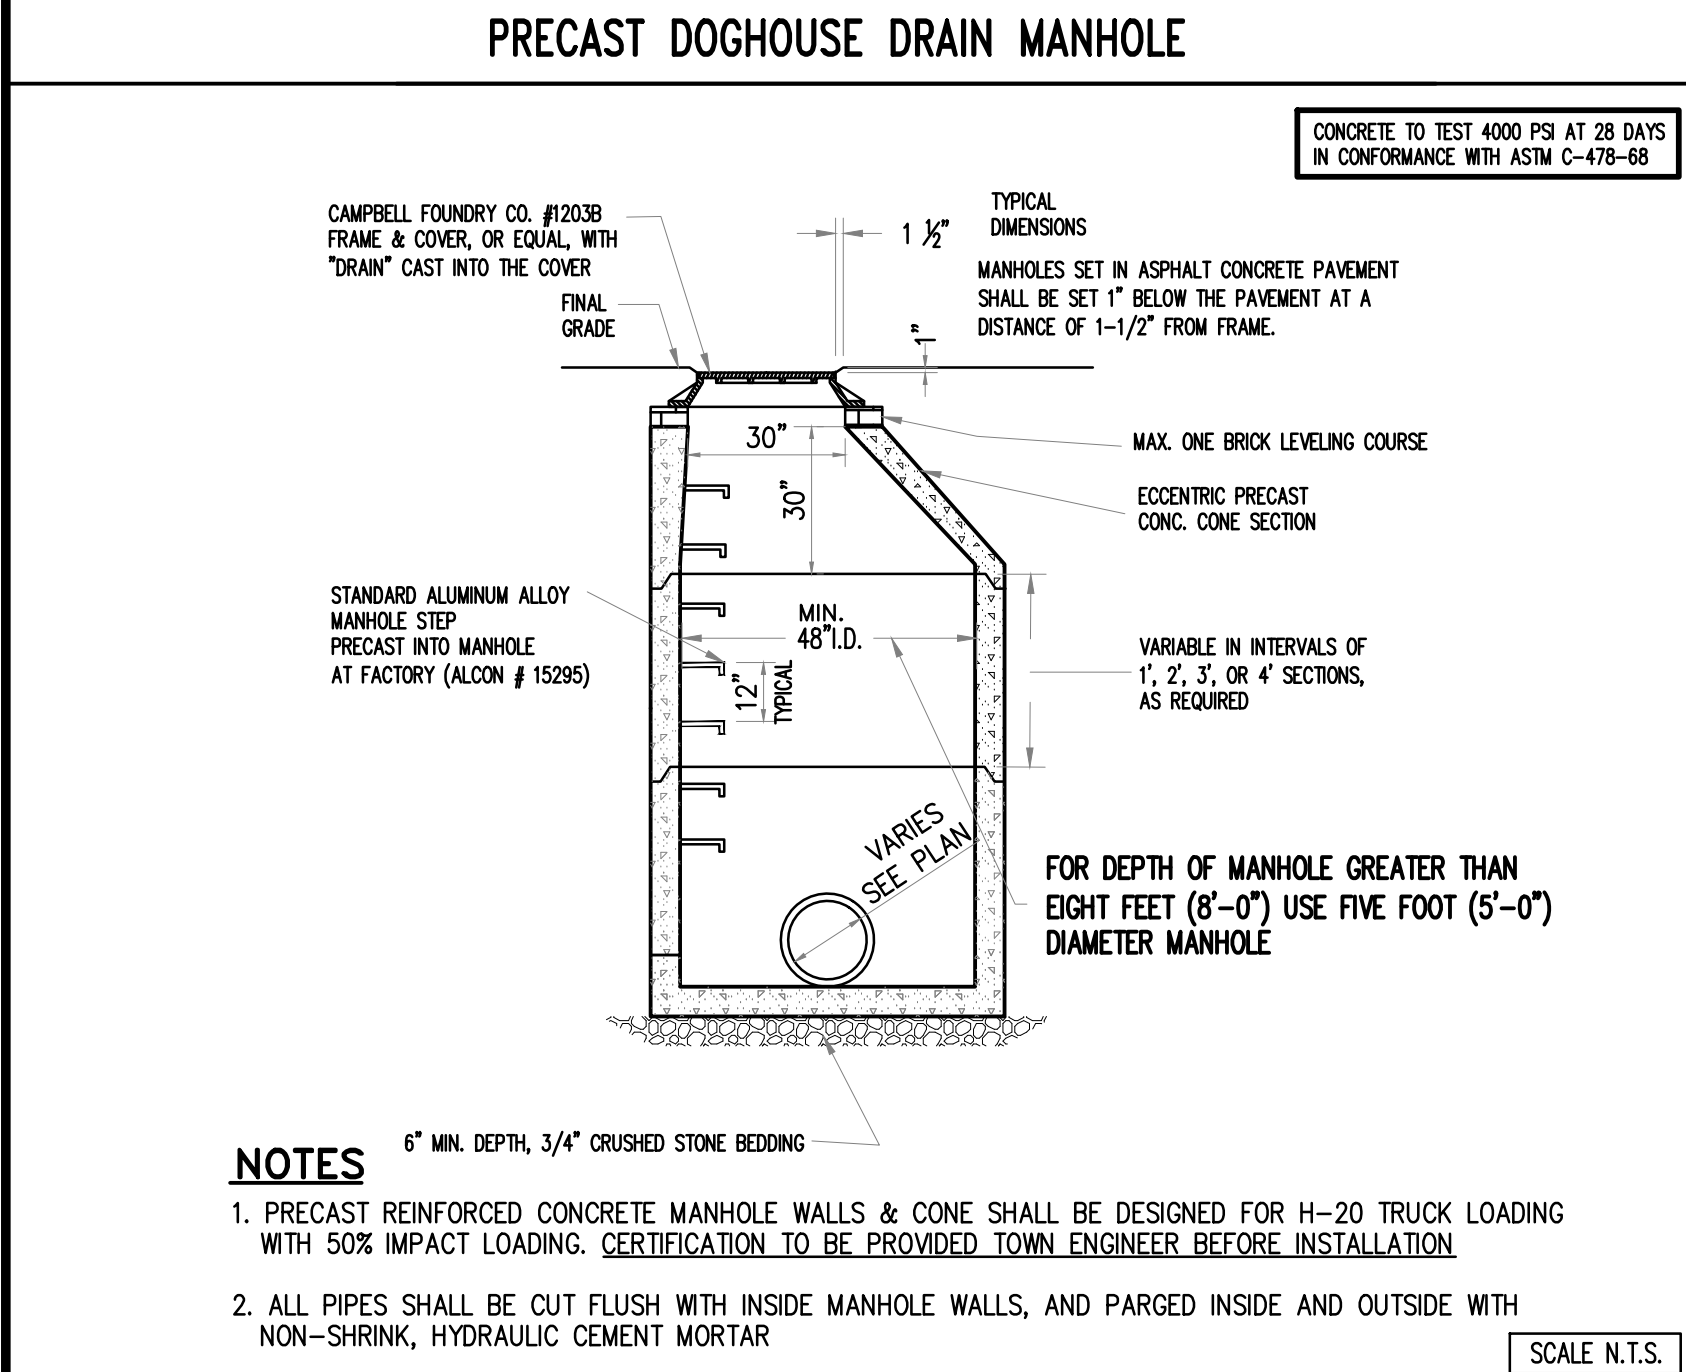 PRECAST DOGHOUSE DRAIN MANHOLE
CONCRETE TO TEST 4000 PSI AT 28 DAYS
IN CONFORMANCE WITH ASTM C-478-68
CAMPBELL FOUNDRY CO. #1203B
FRAME & COVER, OR EQUAL, WITH
"DRAIN" CAST INTO THE COVER
FINAL
GRADE
1 ½"
TYPICAL
DIMENSIONS
MANHOLES SET IN ASPHALT CONCRETE PAVEMENT
SHALL BE SET 1" BELOW THE PAVEMENT AT A
DISTANCE OF 1-1/2" FROM FRAME.
1"
30"
30"
MAX. ONE BRICK LEVELING COURSE
ECCENTRIC PRECAST
CONC. CONE SECTION
STANDARD ALUMINUM ALLOY
MANHOLE STEP
PRECAST INTO MANHOLE
AT FACTORY (ALCON # 15295)
MIN.
48"I.D.
12"
TYPICAL
VARIABLE IN INTERVALS OF
1', 2', 3', OR 4' SECTIONS,
AS REQUIRED
VARIES
SEE PLAN
FOR DEPTH OF MANHOLE GREATER THAN
EIGHT FEET (8'-0") USE FIVE FOOT (5'-0")
DIAMETER MANHOLE
6" MIN. DEPTH, 3/4" CRUSHED STONE BEDDING
NOTES
1. PRECAST REINFORCED CONCRETE MANHOLE WALLS & CONE SHALL BE DESIGNED FOR H-20 TRUCK LOADING
WITH 50% IMPACT LOADING. CERTIFICATION TO BE PROVIDED TOWN ENGINEER BEFORE INSTALLATION
2. ALL PIPES SHALL BE CUT FLUSH WITH INSIDE MANHOLE WALLS, AND PARGED INSIDE AND OUTSIDE WITH
NON-SHRINK, HYDRAULIC CEMENT MORTAR
SCALE N.T.S.